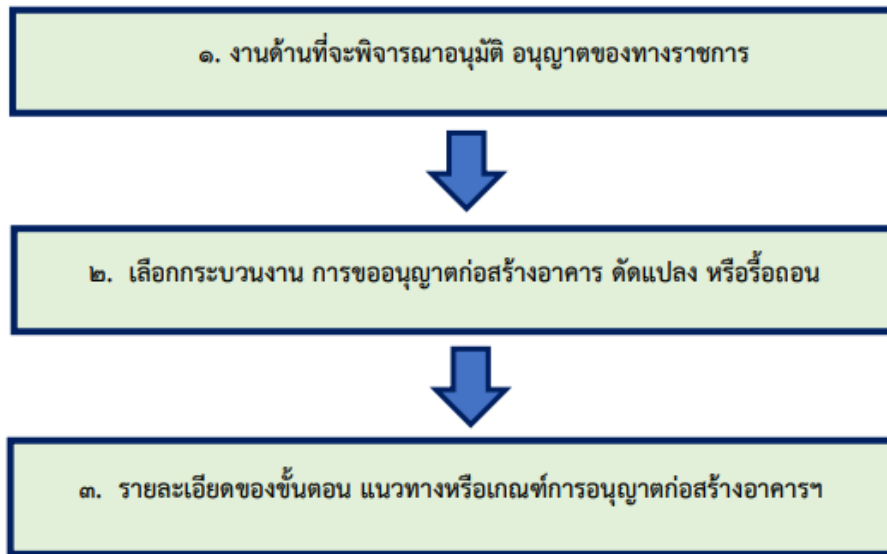 ๑. งานด้านที่จะพิจารณาอนุมัติ อนุญาตของทางราชการ
๒. เลือกกระบวนงาน การขออนุญาตก่อสร้างอาคาร ดัดแปลง หรือรื้อถอน
๓. รายละเอียดของขั้นตอน แนวทางหรือเกณฑ์การอนุญาตก่อสร้างอาคารฯ